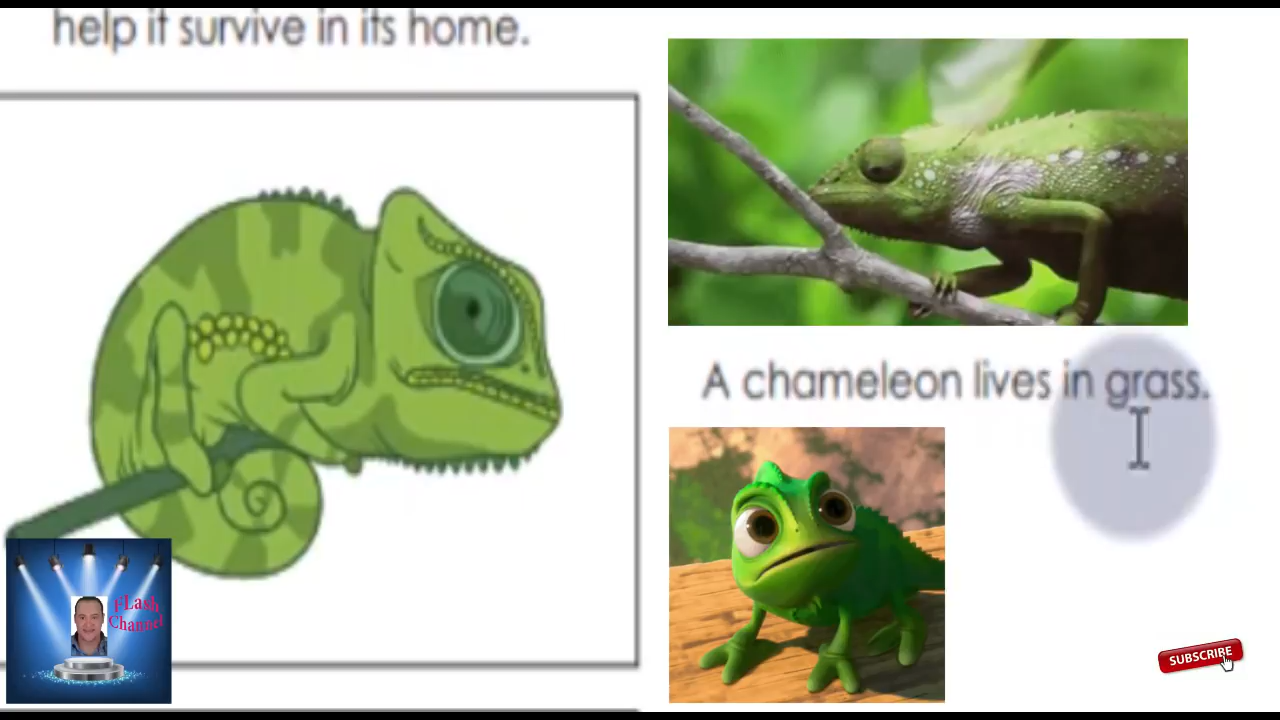 help it survive in its home.
A chameleon lives in grass.
FLash
Channel
SUBSCRIBE